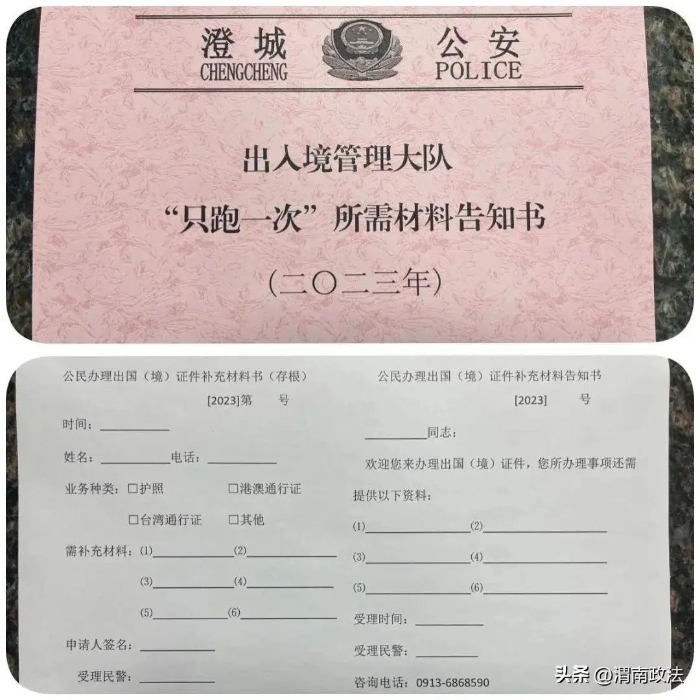 澄城 公安
CHENGCHENG POLICE
出入境管理大队
“只跑一次”所需材料告知书
(二〇二三年)
公民办理出国（境）证件补充材料书（存根）
[2023]第 号
时间：
姓名： 电话：
业务种类：□护照 □港澳通行证
□台湾通行证 □其他
需补充材料：⑴ ⑵
⑶ ⑷
⑸ ⑹
申请人签名：
受理民警：
公民办理出国（境）证件补充材料告知书
[2023] 号
同志：
欢迎您来办理出国（境）证件，您所办理事项还需
提供以下资料：
⑴ ⑵
⑶ ⑷
⑸ ⑹
受理时间：
受理民警：
咨询电话：0913-6868590
头条 @渭南政法